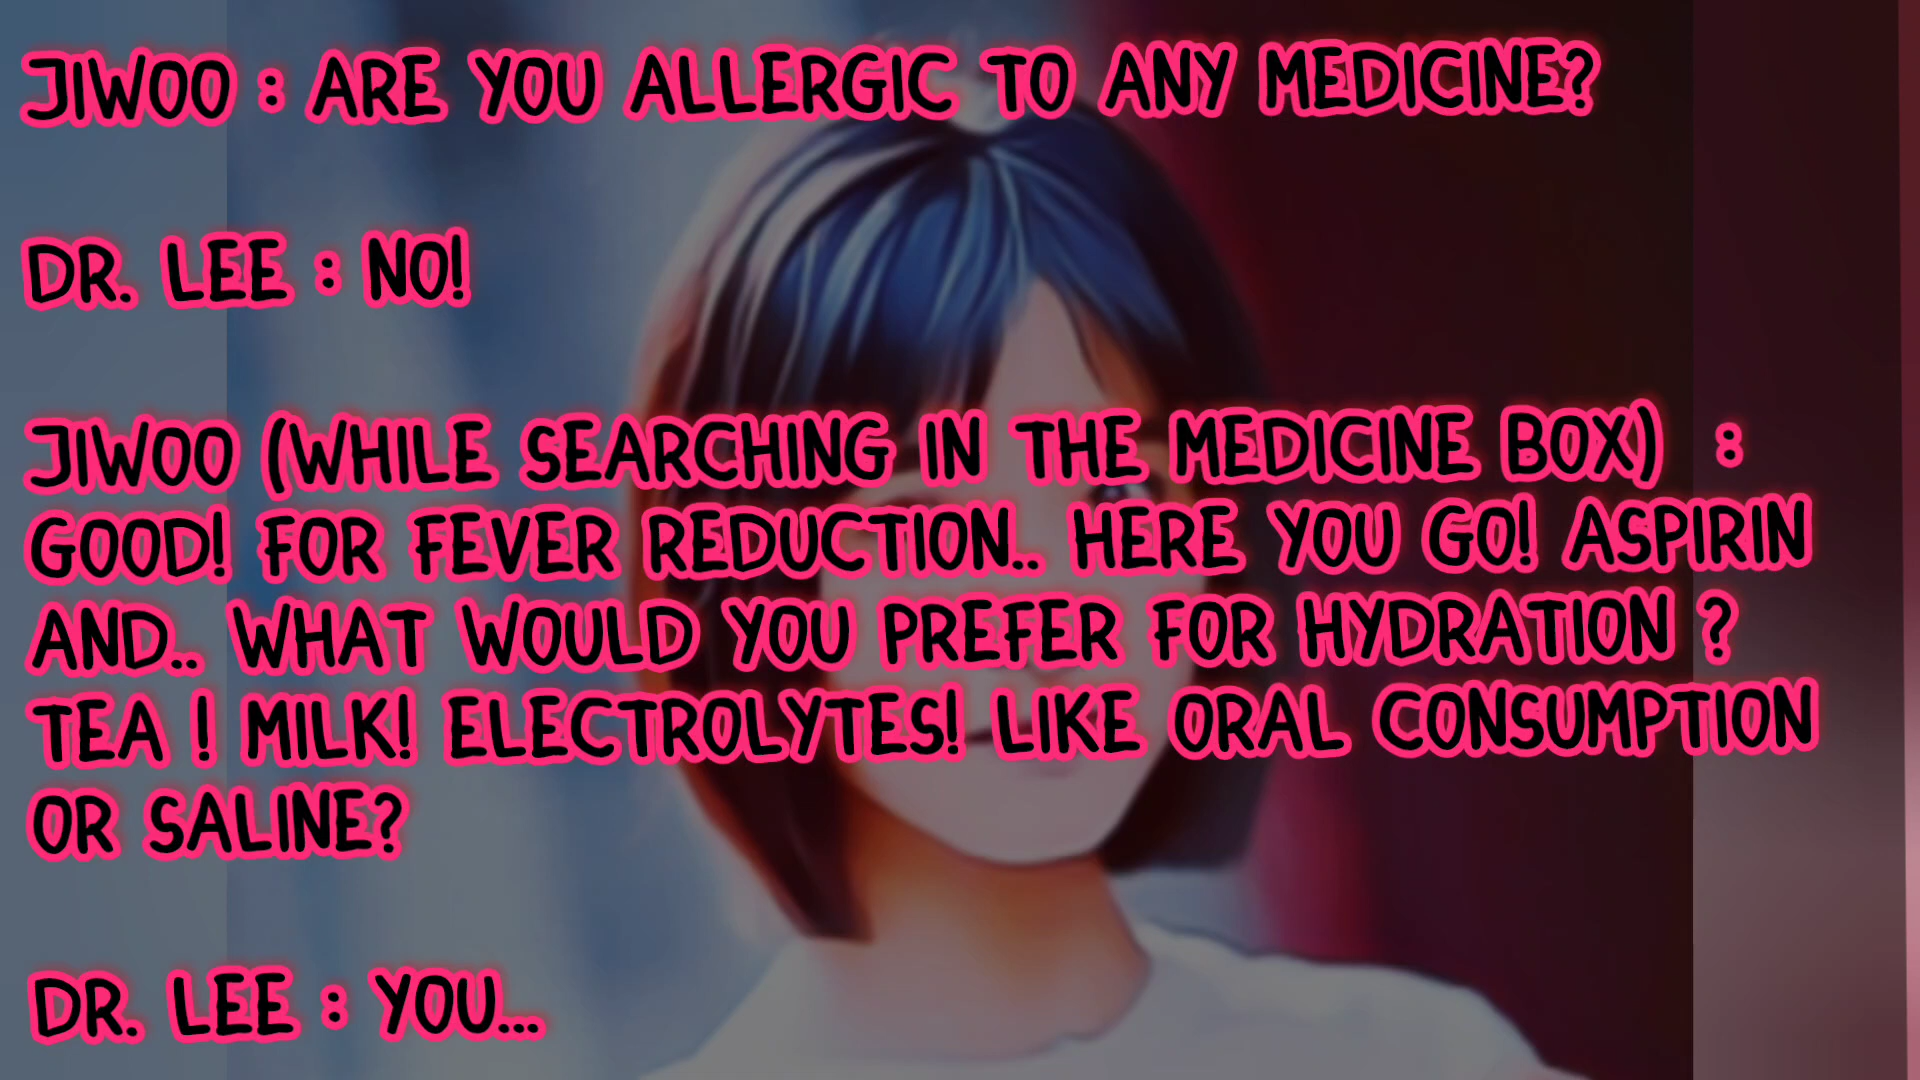 JIWOO : ARE YOU ALLERGIC TO ANY MEDICINE?
DR. LEE : NO!
JIWOO (WHILE SEARCHING IN THE MEDICINE BOX) :
GOOD! FOR FEVER REDUCTION.. HERE YOU GO! ASPIRIN
AND.. WHAT WOULD YOU PREFER FOR HYDRATION ?
TEA ! MILK! ELECTROLYTES! LIKE ORAL CONSUMPTION
OR SALINE?
DR. LEE : YOU...